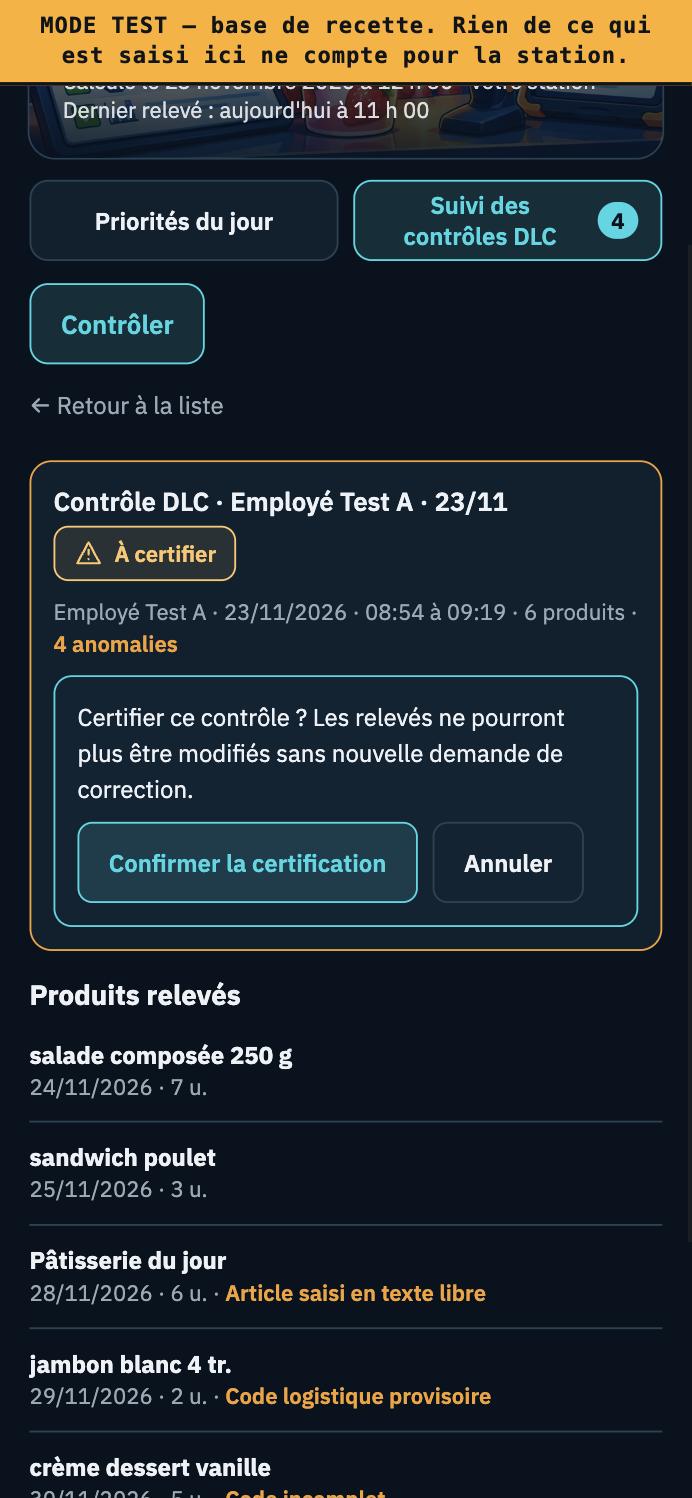 MODE TEST — base de recette. Rien de ce qui
est saisi ici ne compte pour la station.
Dernier relevé : aujourd'hui à 11 h 00
Priorités du jour
Suivi des
contrôles DLC
4
Contrôler
← Retour à la liste
Contrôle DLC · Employé Test A · 23/11
À certifier
Employé Test A · 23/11/2026 · 08:54 à 09:19 · 6 produits ·
4 anomalies
Certifier ce contrôle ? Les relevés ne pourront
plus être modifiés sans nouvelle demande de
correction.
Confirmer la certification
Annuler
Produits relevés
salade composée 250 g
24/11/2026 · 7 u.
sandwich poulet
25/11/2026 · 3 u.
Pâtisserie du jour
28/11/2026 · 6 u. · Article saisi en texte libre
jambon blanc 4 tr.
29/11/2026 · 2 u. · Code logistique provisoire
crème dessert vanille
30/11/2026 · 5 u. · Code incomplet